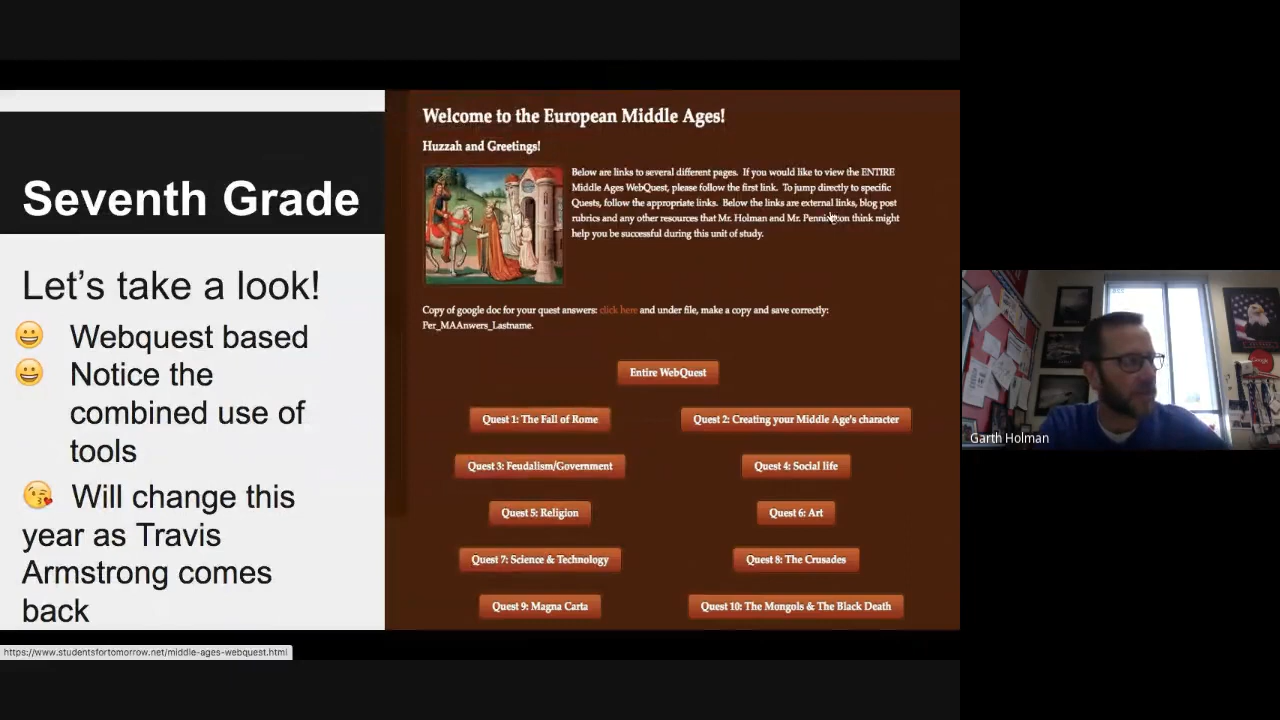 Seventh Grade
Let's take a look!
Webquest based
Notice the
combined use of
tools
Will change this
year as Travis
Armstrong comes
back
Welcome to the European Middle Ages!
Huzzah and Greetings!
Below are links to several different pages. If you would like to view the ENTIRE
Middle Ages WebQuest, please follow the first link. To jump directly to specific
Quests, follow the appropriate links. Below the links are external links, blog post
rubrics and any other resources that Mr. Holman and Mr. think might
help you be successful during this unit of study.
Copy of google doc for your quest answers: click here and under file, make a copy and save correctly:
Per_MAAnwers_Lastname.
Entire WebQuest
Quest 1: The Fall of Rome
Quest 2: Creating your Middle Age's character
Quest 3: Feudalism/Government
Quest 4: Social life
Quest 5: Religion
Quest 6: Art
Quest 7: Science & Technology
Quest 8: The Crusades
Quest 9: Magna Carta
Quest 10: The Mongols & The Black Death
https://www.studentsfortomorrow.net/middle-ages-webquest.html
Garth Holman